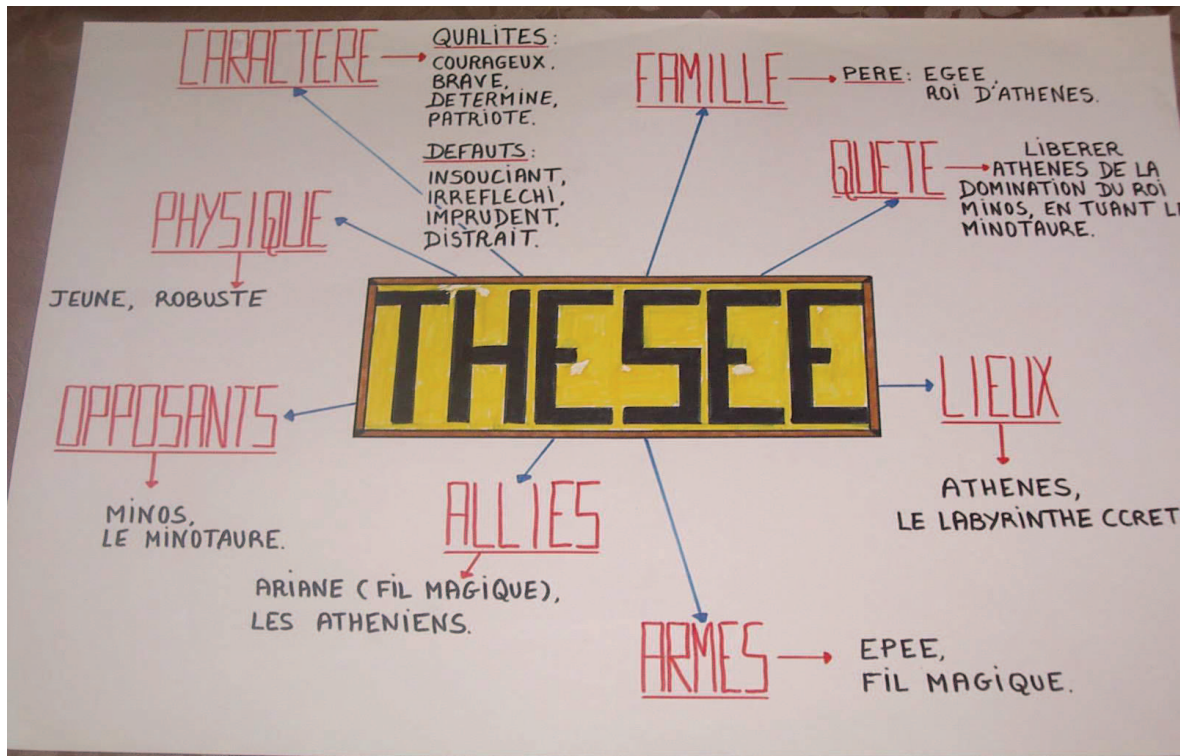 CARACTERE
QUALITES:
COURAGEUX,
BRAVE,
DETERMINE,
PATRIOTE.
DEFAUTS:
INSOUCIANT,
IRREFLECHI,
IMPRUDENT,
DISTRAIT.
FAMILLE
PERE: EGEE,
ROI D'ATHENES.
QUETE
LIBERER
ATHENES DE LA
DOMINATION DU ROI
MINOS, EN TUANT LE
MINOTAURE.
PHYSIQUE
JEUNE, ROBUSTE
THESEE
OPPOSANTS
MINOS,
LE MINOTAURE.
LIEUX
ATHENES,
LE LABYRINTHE CCRET
ALLIES
ARIANE (FIL MAGIQUE),
LES ATHENIENS.
ARMES
EPEE,
FIL MAGIQUE.